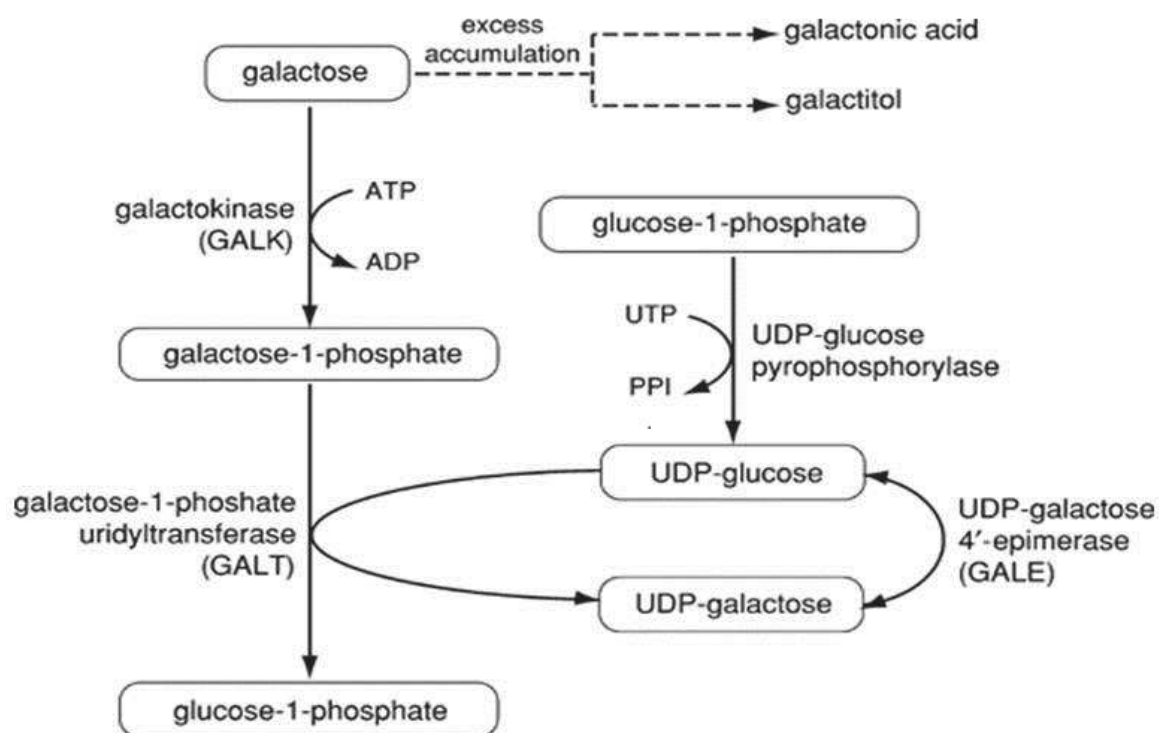 excess
accumulation
galactonic acid
galactose
galactitol
galactokinase
(GALK)
ATP
ADP
glucose-1-phosphate
UTP
PPI
UDP-glucose
pyrophosphorylase
galactose-1-phosphate
UDP-glucose
galactose-1-phoshate
uridyltransferase
(GALT)
UDP-galactose
4′-epimerase
(GALE)
UDP-galactose
glucose-1-phosphate